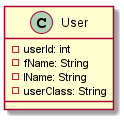 C User
userId: int
fName: String
lName: String
userClass: String